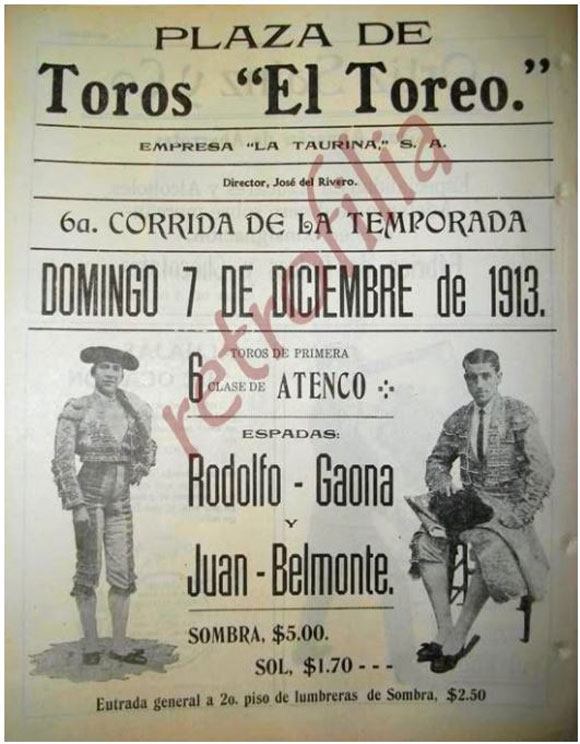 PLAZA DE
Toros "El Toreo."
EMPRESA "LA TAURINA," S. A.
Director, José del Rivero.
6a. CORRIDA DE LA TEMPORADA
DOMINGO 7 DE DICIEMBRE de 1913.
6 TOROS DE PRIMERA
CLASE DE ATENCO
ESPADAS:
Rodolfo - Gaona
Y
Juan - Belmonte.
SOMBRA, $5.00.
SOL, $1.70 - - -
Entrada general a 2o. piso de lumbreras de Sombra, $2.50
retrofilia